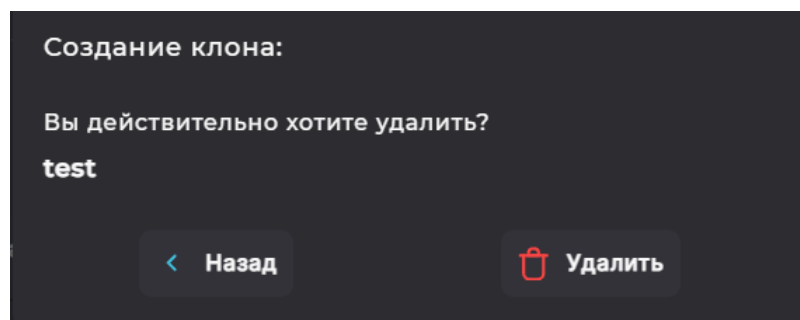 Создание клона:
Вы действительно хотите удалить?
test
Назад
Удалить